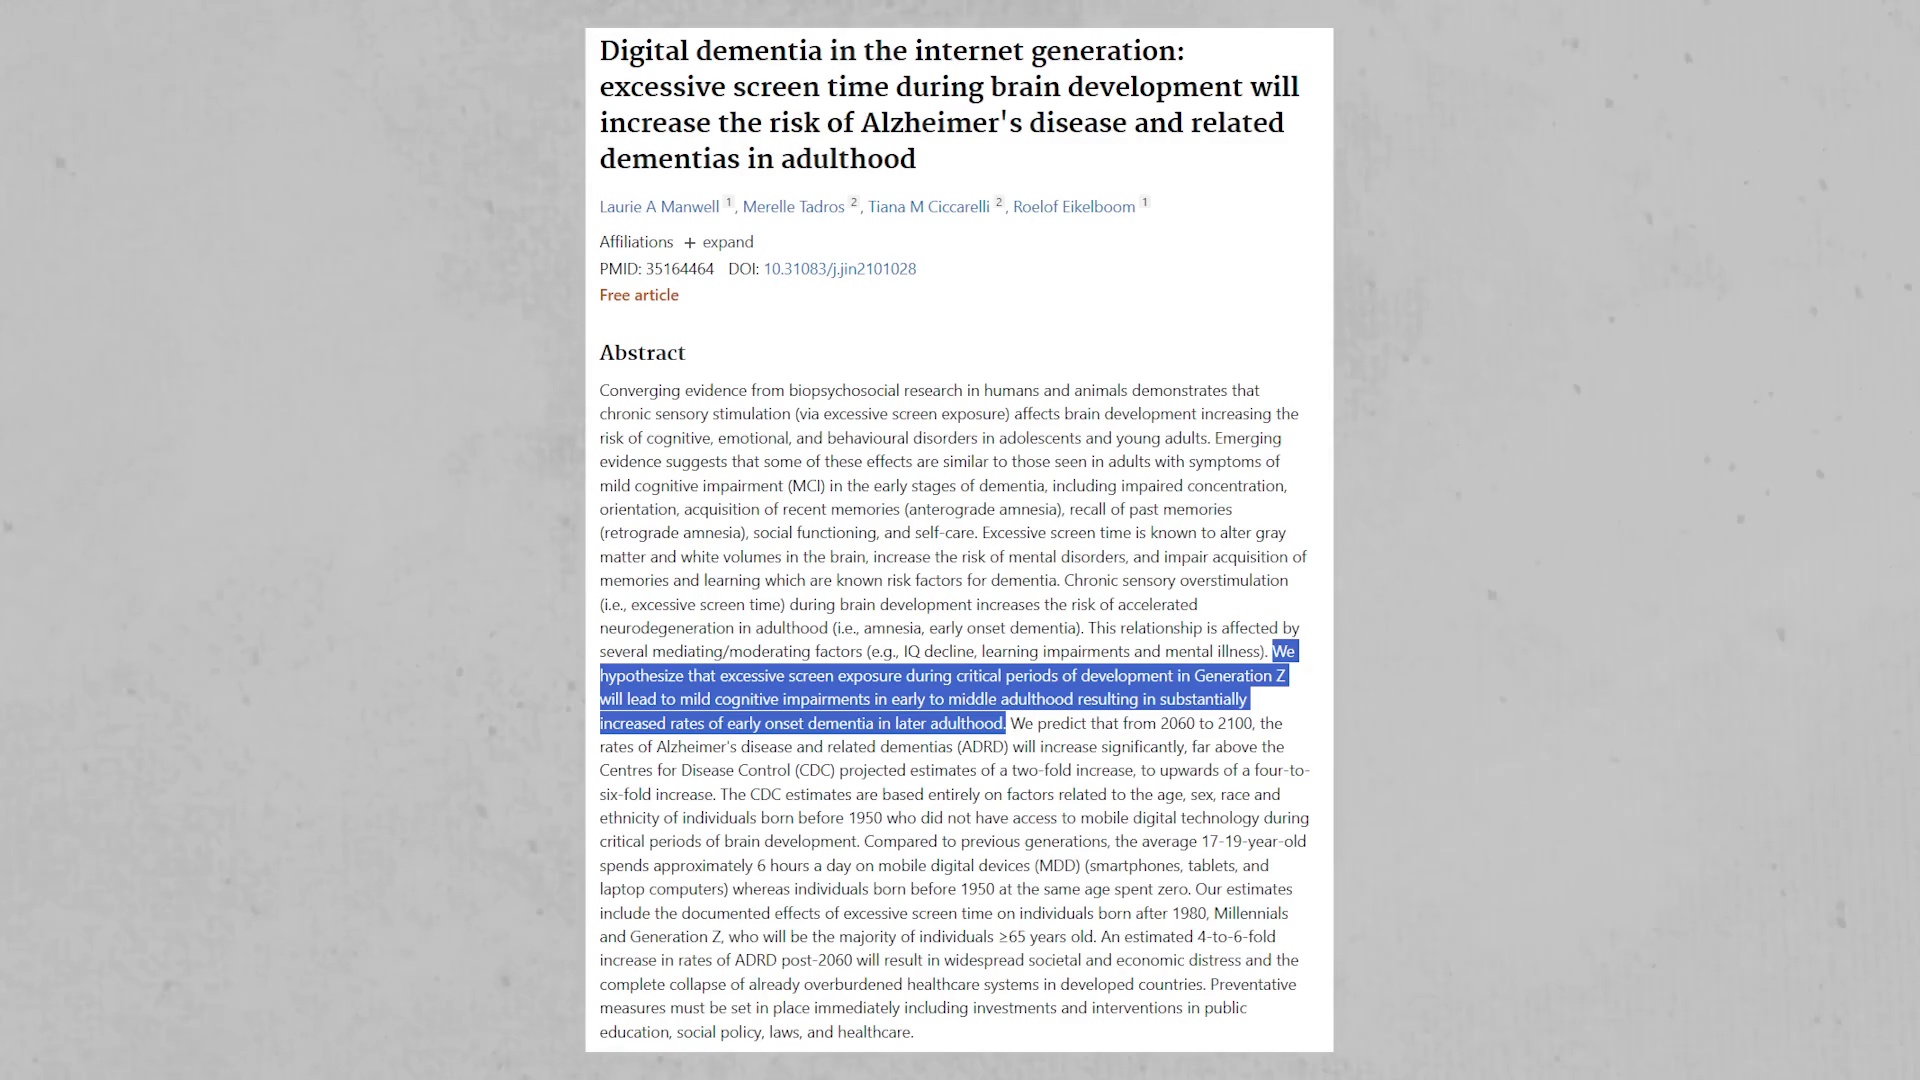 Digital dementia in the internet generation:
excessive screen time during brain development will
increase the risk of Alzheimer's disease and related
dementias in adulthood
Laurie A Manwell 1, Merelle Tadros 2, Tiana M Ciccarelli 2, Roelof Eikelboom 1
Affiliations + expand
PMID: 35164464 DOI: 10.31083/j.jin2101028
Free article
Abstract
Converging evidence from biopsychosocial research in humans and animals demonstrates that
chronic sensory stimulation (via excessive screen exposure) affects brain development increasing the
risk of cognitive, emotional, and behavioural disorders in adolescents and young adults. Emerging
evidence suggests that some of these effects are similar to those seen in adults with symptoms of
mild cognitive impairment (MCI) in the early stages of dementia, including impaired concentration,
orientation, acquisition of recent memories (anterograde amnesia), recall of past memories
(retrograde amnesia), social functioning, and self-care. Excessive screen time is known to alter gray
matter and white volumes in the brain, increase the risk of mental disorders, and impair acquisition of
memories and learning which are known risk factors for dementia. Chronic sensory overstimulation
(i.e., excessive screen time) during brain development increases the risk of accelerated
neurodegeneration in adulthood (i.e., amnesia, early onset dementia). This relationship is affected by
several mediating/moderating factors (e.g., IQ decline, learning impairments and mental illness). We
hypothesize that excessive screen exposure during critical periods of development in Generation Z
will lead to mild cognitive impairments in early to middle adulthood resulting in substantially
increased rates of early onset dementia in later adulthood. We predict that from 2060 to 2100, the
rates of Alzheimer's disease and related dementias (ADRD) will increase significantly, far above the
Centres for Disease Control (CDC) projected estimates of a two-fold increase, to upwards of a four-to-
six-fold increase. The CDC estimates are based entirely on factors related to the age, sex, race and
ethnicity of individuals born before 1950 who did not have access to mobile digital technology during
critical periods of brain development. Compared to previous generations, the average 17-19-year-old
spends approximately 6 hours a day on mobile digital devices (MDD) (smartphones, tablets, and
laptop computers) whereas individuals born before 1950 at the same age spent zero. Our estimates
include the documented effects of excessive screen time on individuals born after 1980, Millennials
and Generation Z, who will be the majority of individuals ≥65 years old. An estimated 4-to-6-fold
increase in rates of ADRD post-2060 will result in widespread societal and economic distress and the
complete collapse of already overburdened healthcare systems in developed countries. Preventative
measures must be set in place immediately including investments and interventions in public
education, social policy, laws, and healthcare.